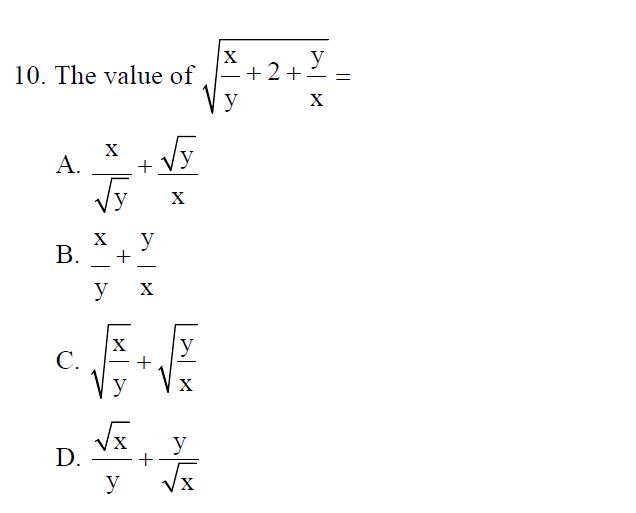 10. The value of √(x/y + 2 + y/x) =
A. x/√y + √y/x
B. x/y + y/x
C. √(x/y) + √(y/x)
D. √x/y + y/√x